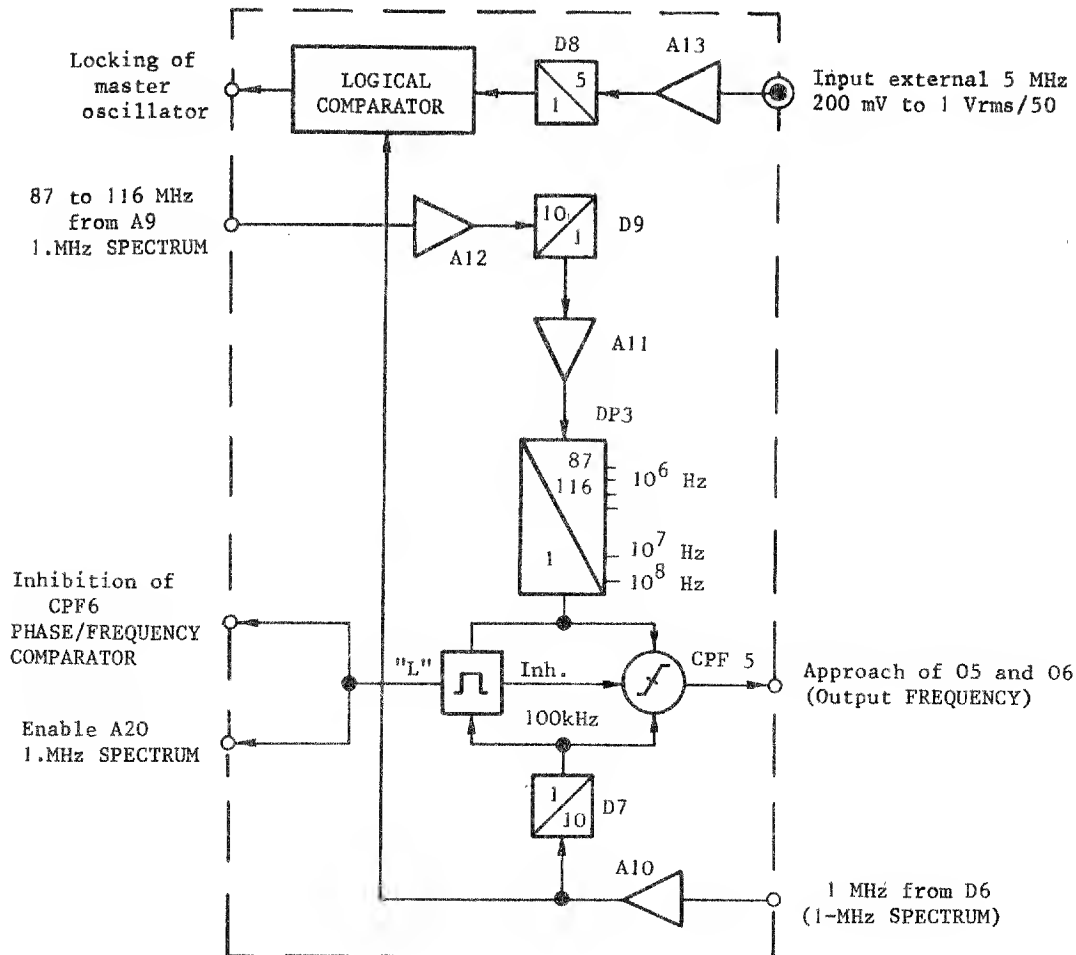 D8
A13
Locking of
master
oscillator
LOGICAL
COMPARATOR
5
1
Input external 5 MHz
200 mV to 1 Vrms/50
87 to 116 MHz
from A9
1.MHz SPECTRUM
A12
10
1
D9
A11
DP3
87
116
1
10⁶ Hz
10⁷ Hz
10⁸ Hz
Inhibition of
CPF6
PHASE/FREQUENCY
COMPARATOR
"L"
Inh.
CPF 5
Approach of O5 and O6
(Output FREQUENCY)
100kHz
Enable A20
1.MHz SPECTRUM
1
10
D7
A10
1 MHz from D6
(1-MHz SPECTRUM)